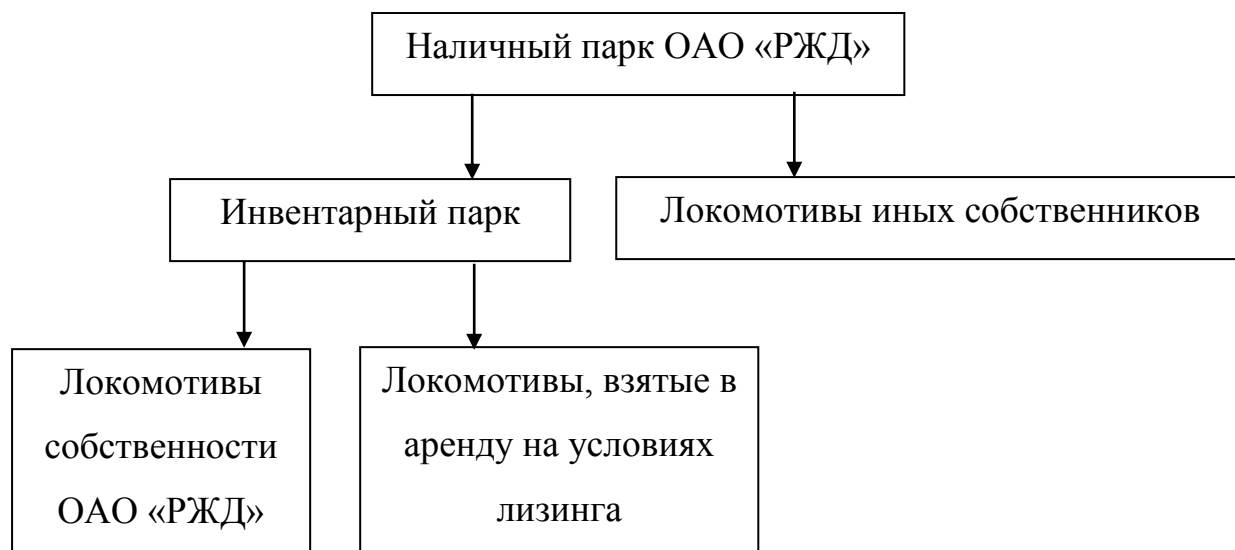 Наличный парк ОАО «РЖД»
Инвентарный парк
Локомотивы иных собственников
Локомотивы
собственности
ОАО «РЖД»
Локомотивы, взятые в
аренду на условиях
лизинга